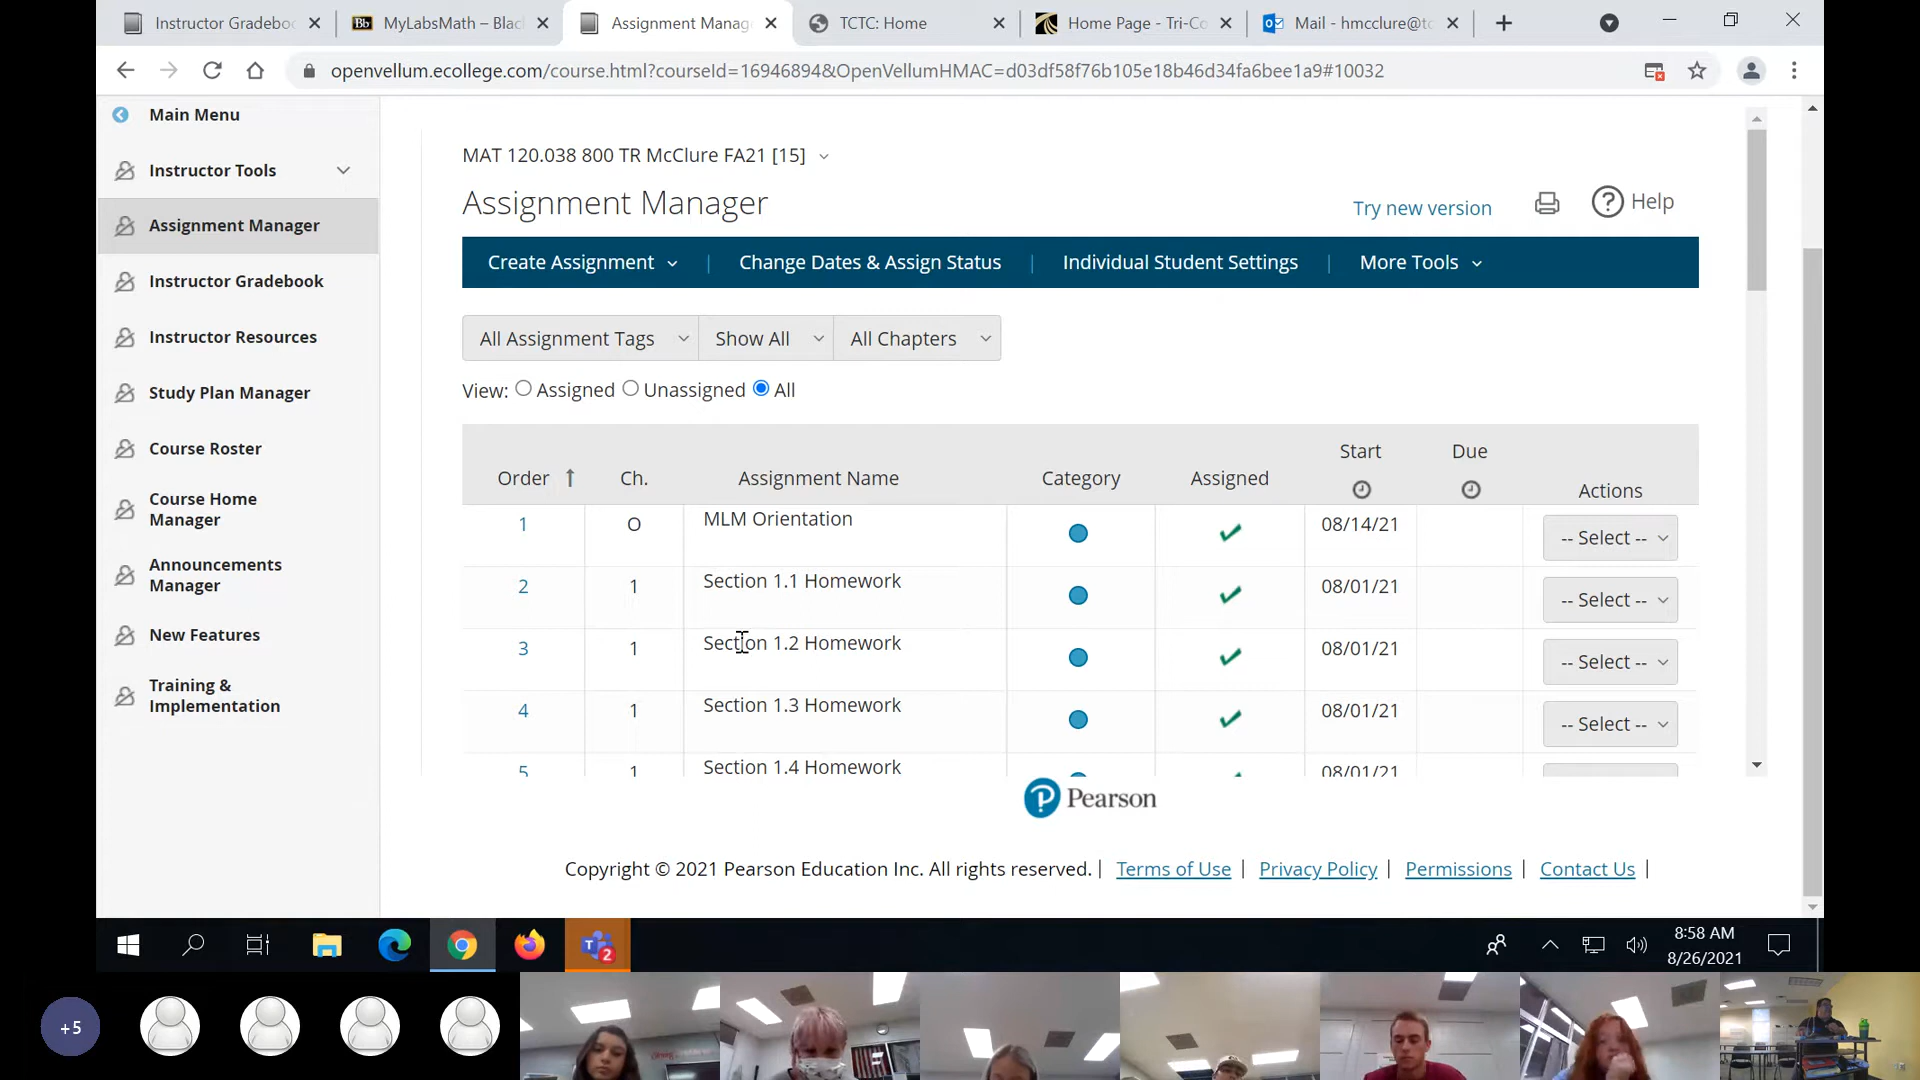 Instructor Gradeboo
MyLabsMath – Blac
Assignment Manag
TCTC: Home
Home Page - Tri-Co
Mail - hmcclure@tc
openvellum.ecollege.com/course.html?courseId=16946894&OpenVellumHMAC=d03df58f76b105e18b46d34fa6bee1a9#10032
Main Menu
Instructor Tools
Assignment Manager
Instructor Gradebook
Instructor Resources
Study Plan Manager
Course Roster
Course Home
Manager
Announcements
Manager
New Features
Training &
Implementation
MAT 120.038 800 TR McClure FA21 [15]
Assignment Manager
Try new version
Help
Create Assignment | Change Dates & Assign Status | Individual Student Settings | More Tools
All Assignment Tags Show All All Chapters
View: Assigned Unassigned All
Start Due
Order Ch. Assignment Name Category Assigned Actions
1 O MLM Orientation 08/14/21 -- Select --
2 1 Section 1.1 Homework 08/01/21 -- Select --
3 1 Section 1.2 Homework 08/01/21 -- Select --
4 1 Section 1.3 Homework 08/01/21 -- Select --
5 1 Section 1.4 Homework 08/01/21
P Pearson
Copyright © 2021 Pearson Education Inc. All rights reserved. | Terms of Use | Privacy Policy | Permissions | Contact Us |
2
8:58 AM
8/26/2021
+5